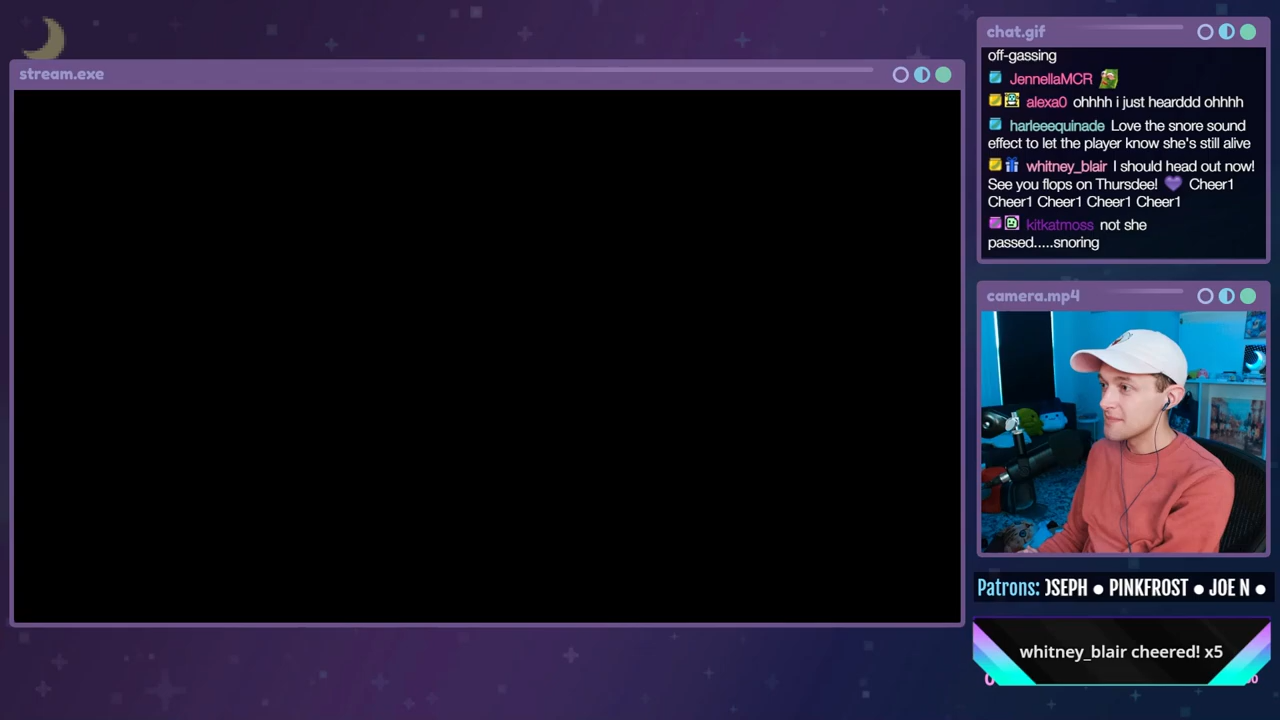 stream.exe
chat.gif
off-gassing
JennellaMCR
alexa0 ohhhh i just hearddd ohhhh
harleeequinade Love the snore sound
effect to let the player know she's still alive
whitney_blair I should head out now!
See you flops on Thursdee! 💜 Cheer1
Cheer1 Cheer1 Cheer1 Cheer1
kitkatmoss not she
passed.....snoring
camera.mp4
Patrons: OSEPH ● PINKFROST ● JOE N ●
whitney_blair cheered! x5